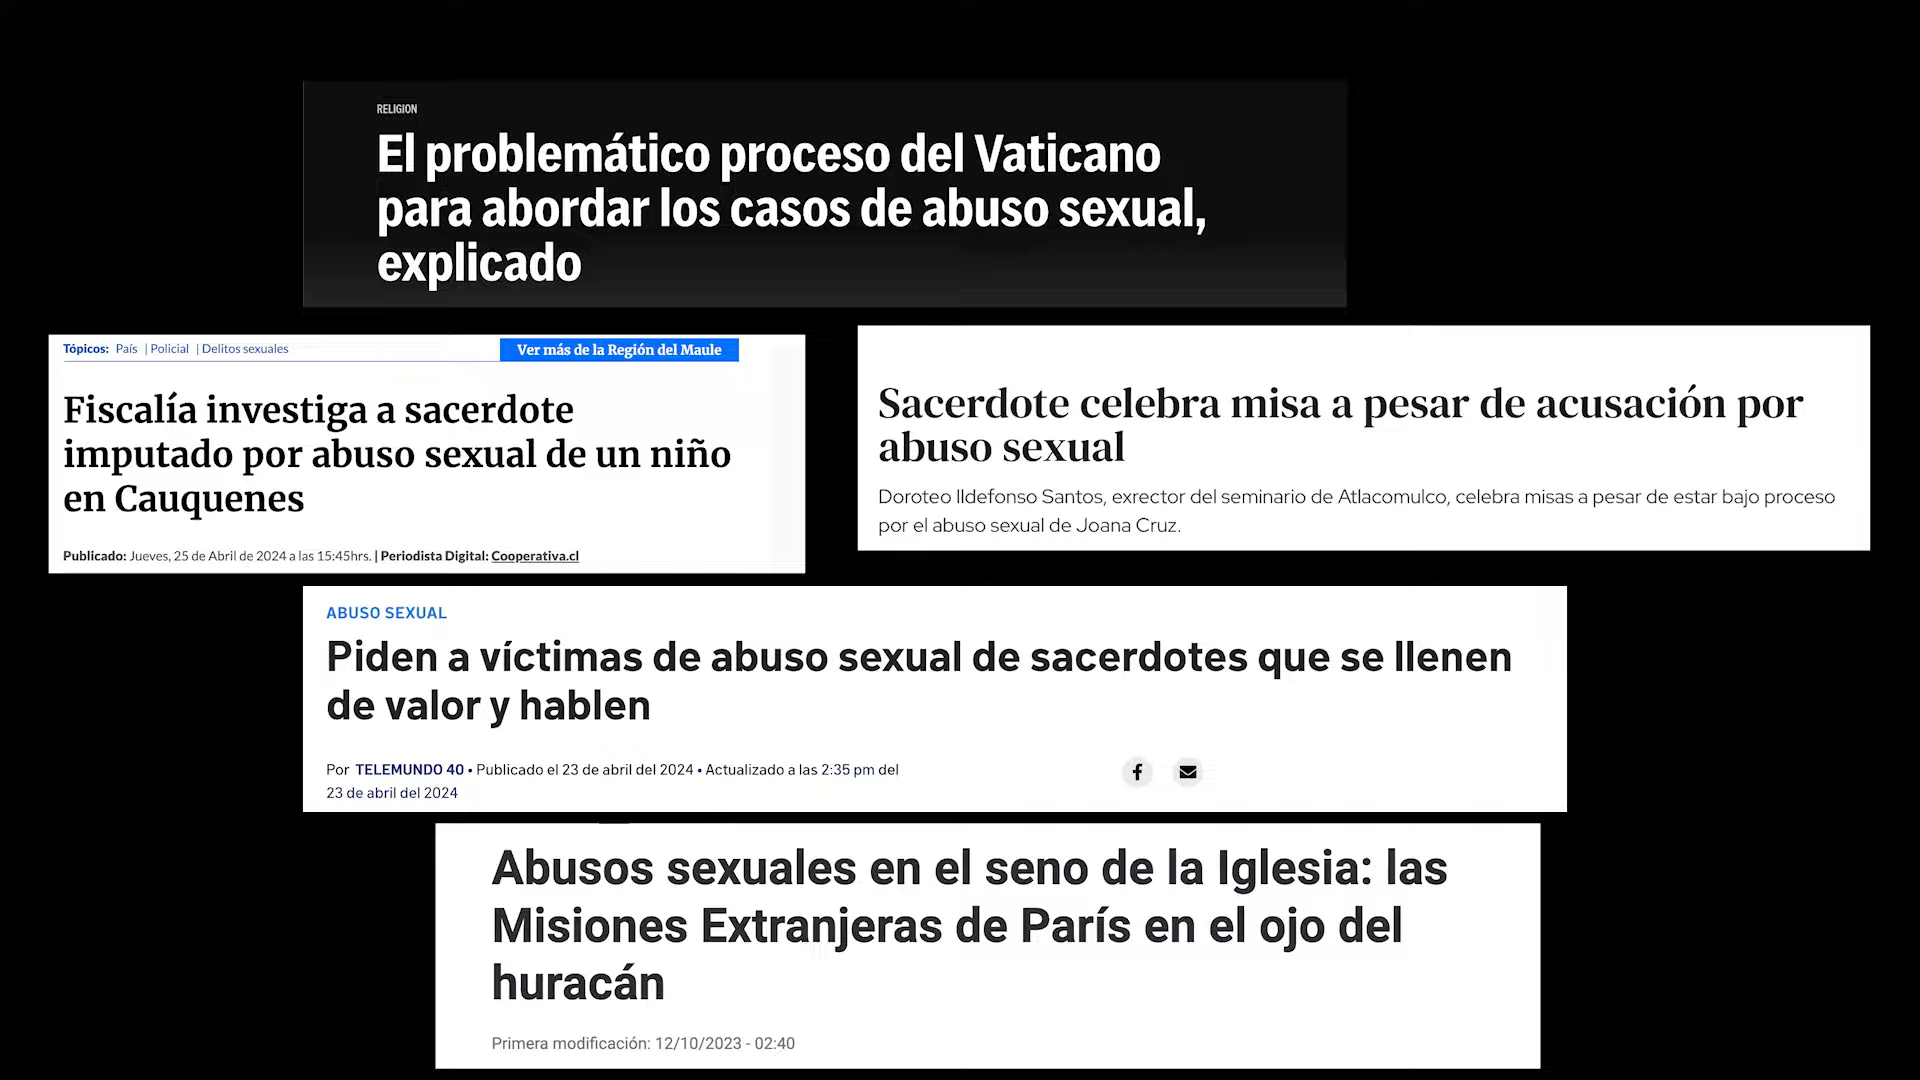 RELIGION
El problemático proceso del Vaticano
para abordar los casos de abuso sexual,
explicado
Tópicos: País | Policial | Delitos sexuales
Ver más de la Región del Maule
Fiscalía investiga a sacerdote
imputado por abuso sexual de un niño
en Cauquenes
Publicado: Jueves, 25 de Abril de 2024 a las 15:45hrs. | Periodista Digital: Cooperativa.cl
Sacerdote celebra misa a pesar de acusación por
abuso sexual
Doroteo Ildefonso Santos, exrector del seminario de Atlacomulco, celebra misas a pesar de estar bajo proceso
por el abuso sexual de Joana Cruz.
ABUSO SEXUAL
Piden a víctimas de abuso sexual de sacerdotes que se llenen
de valor y hablen
Por TELEMUNDO 40 • Publicado el 23 de abril del 2024 • Actualizado a las 2:35 pm del
23 de abril del 2024
Abusos sexuales en el seno de la Iglesia: las
Misiones Extranjeras de París en el ojo del
huracán
Primera modificación: 12/10/2023 - 02:40